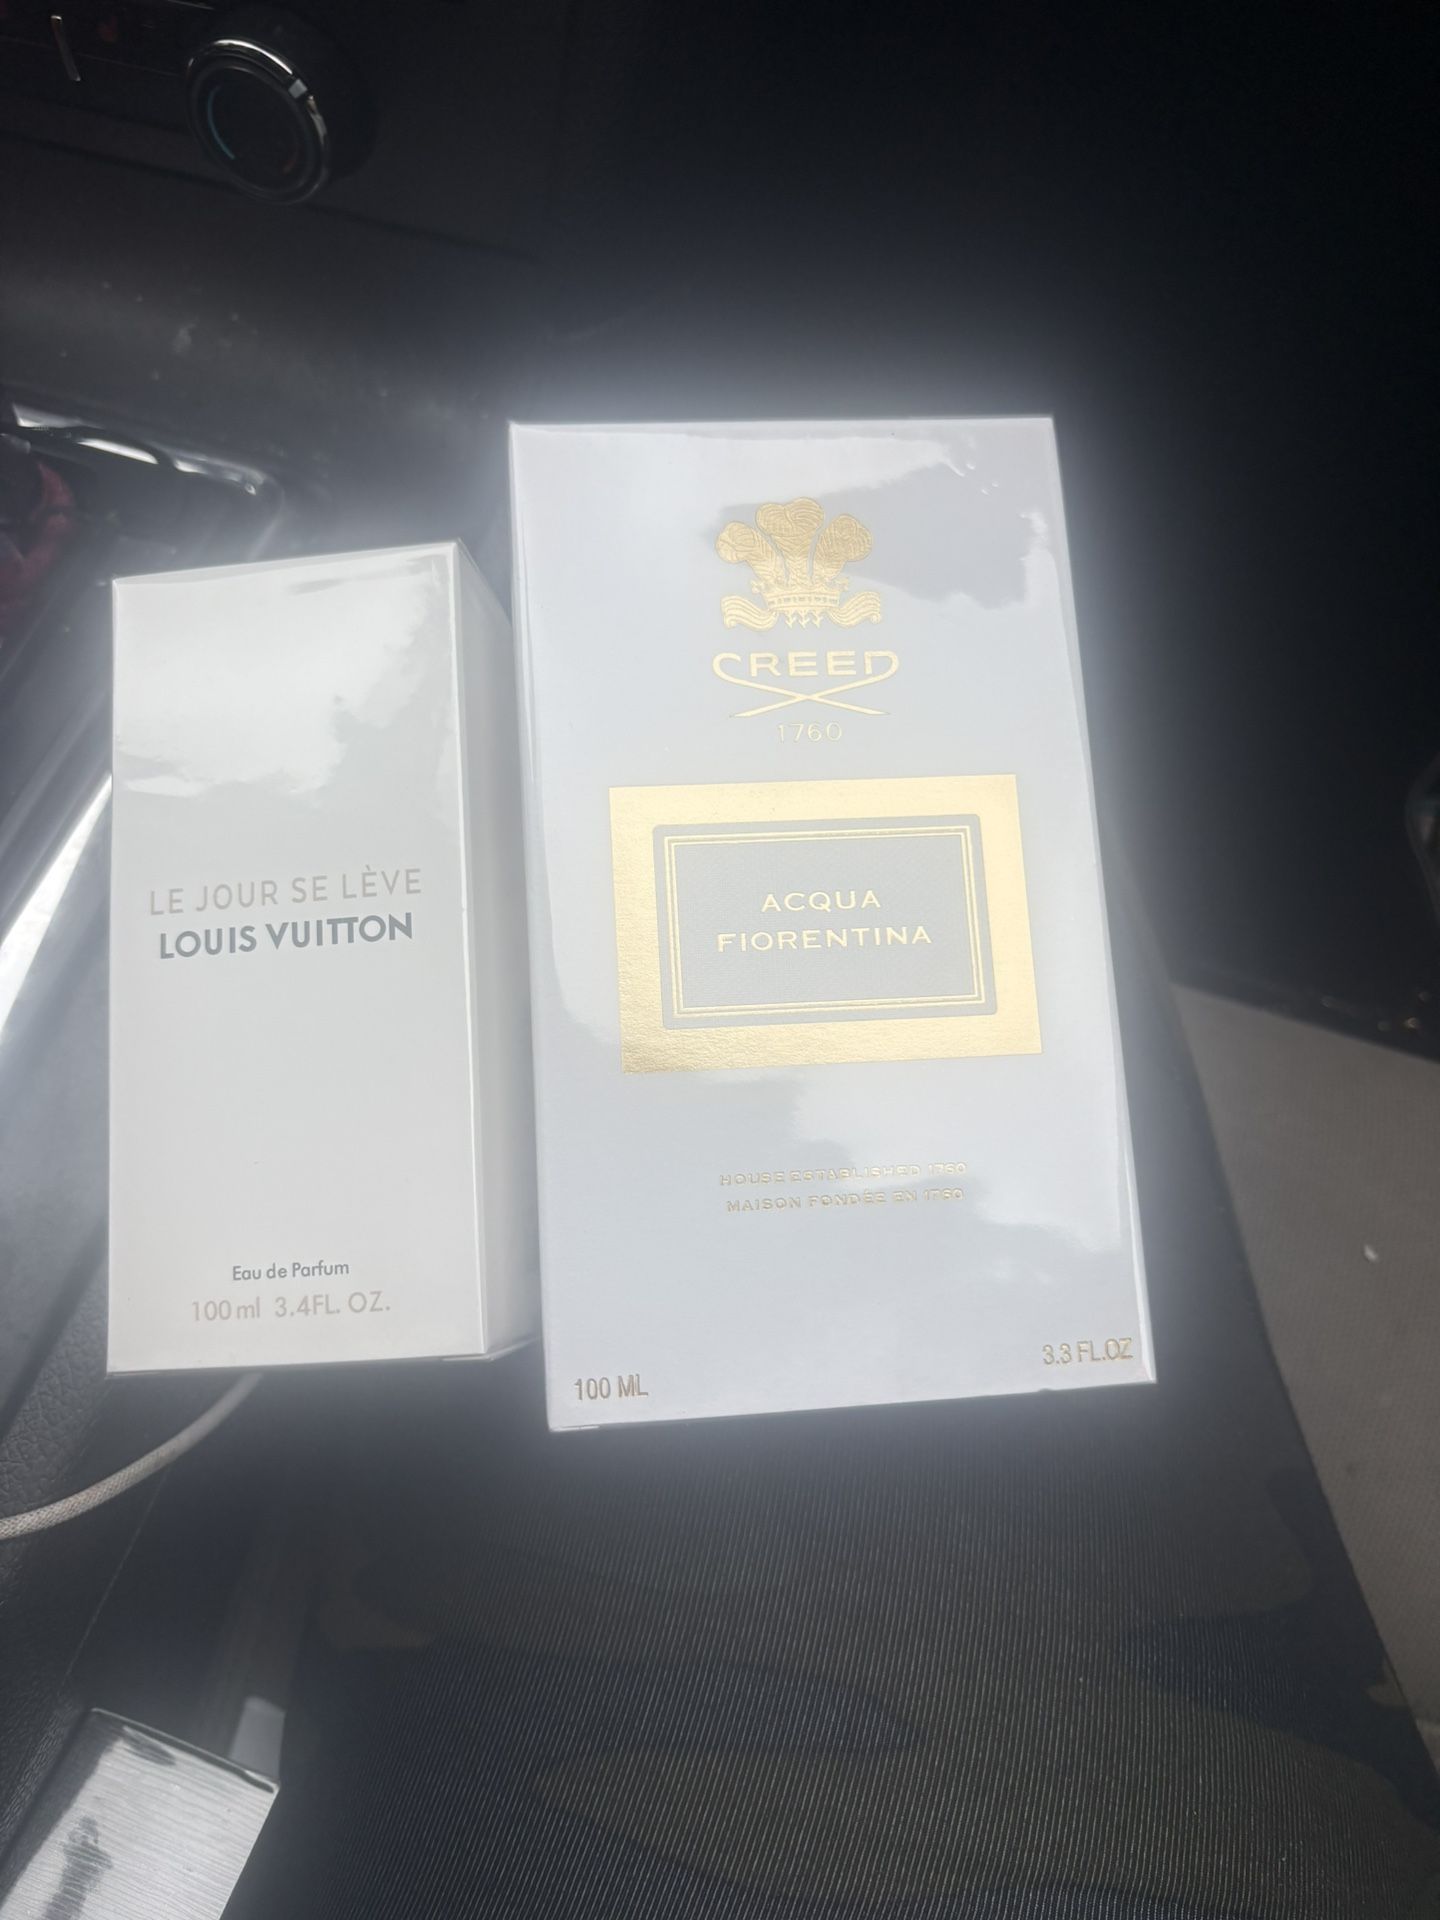 LE JOUR SE LÈVE
LOUIS VUITTON
Eau de Parfum
100 ml 3.4FL. OZ.
CREED
1760
ACQUA
FIORENTINA
HOUSE ESTABLISHED 1760
MAISON FONDÉE EN 1760
100 ML
3.3 FL.OZ